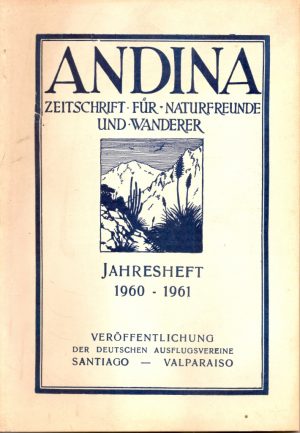 ANDINA
ZEITSCHRIFT · FÜR · NATURFREUNDE
UND · WANDERER
JAHRESHEFT
1960 - 1961
VERÖFFENTLICHUNG
DER DEUTSCHEN AUSFLUGSVEREINE
SANTIAGO — VALPARAISO